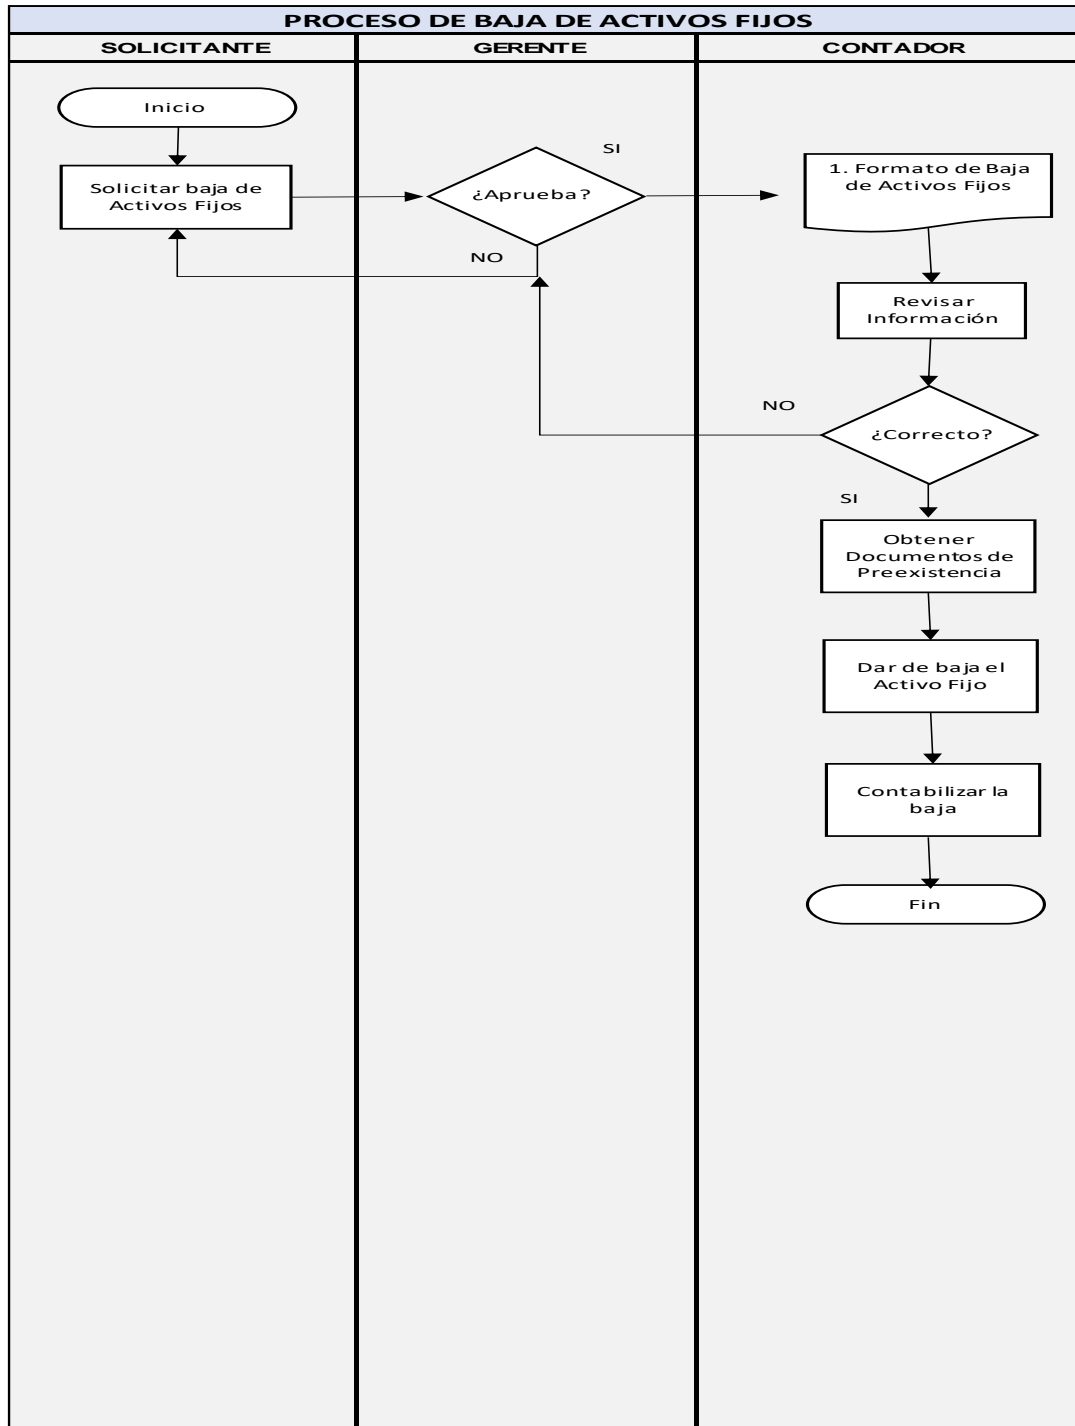 PROCESO DE BAJA DE ACTIVOS FIJOS
SOLICITANTE
GERENTE
CONTADOR
Inicio
Solicitar baja de
Activos Fijos
¿Aprueba?
SI
NO
1. Formato de Baja
de Activos Fijos
Revisar
Información
NO
¿Correcto?
SI
Obtener
Documentos de
Preexistencia
Dar de baja el
Activo Fijo
Contabilizar la
baja
Fin